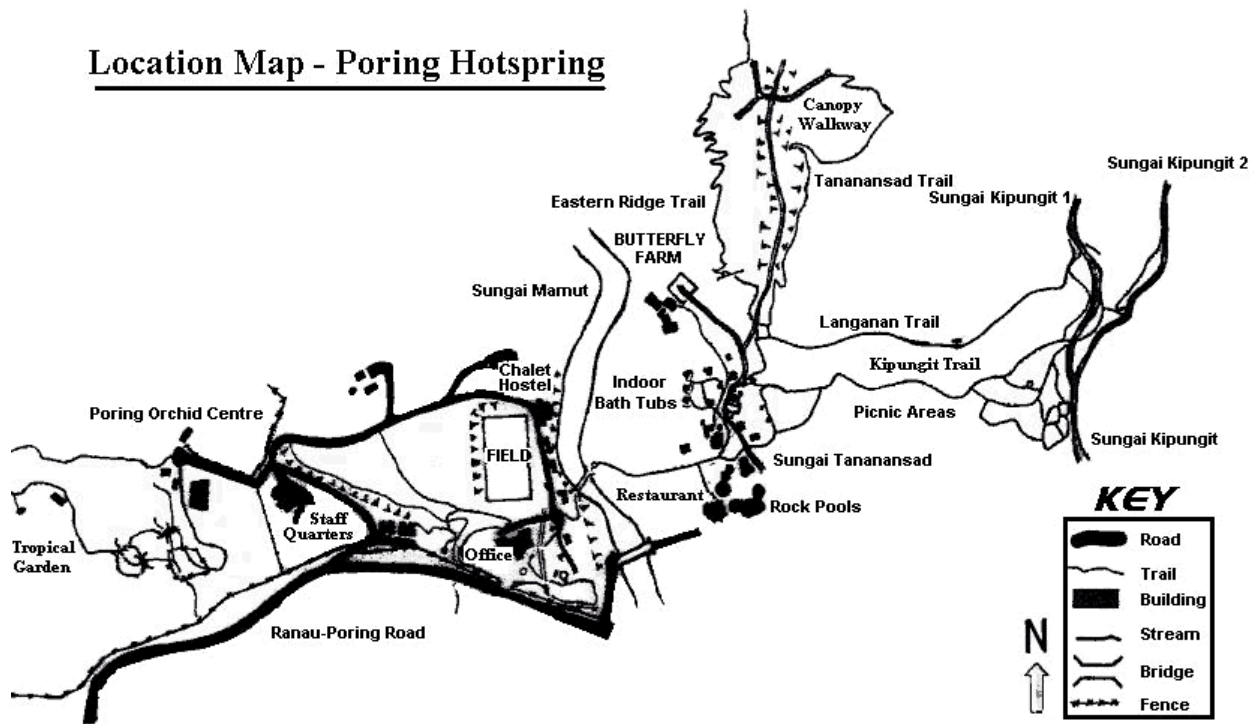 Location Map - Poring Hotspring
Canopy
Walkway
Sungai Kipungit 2
Tananansad Trail
Sungai Kipungit 1
Eastern Ridge Trail
BUTTERFLY
FARM
Sungai Mamut
Langanan Trail
Kipungit Trail
Chalet
Hostel
Indoor
Bath Tubs
Picnic Areas
Poring Orchid Centre
Sungai Kipungit
FIELD
Sungai Tananansad
Restaurant
Rock Pools
Staff
Quarters
Office
Tropical
Garden
Ranau-Poring Road
N
KEY
Road
Trail
Building
Stream
Bridge
Fence